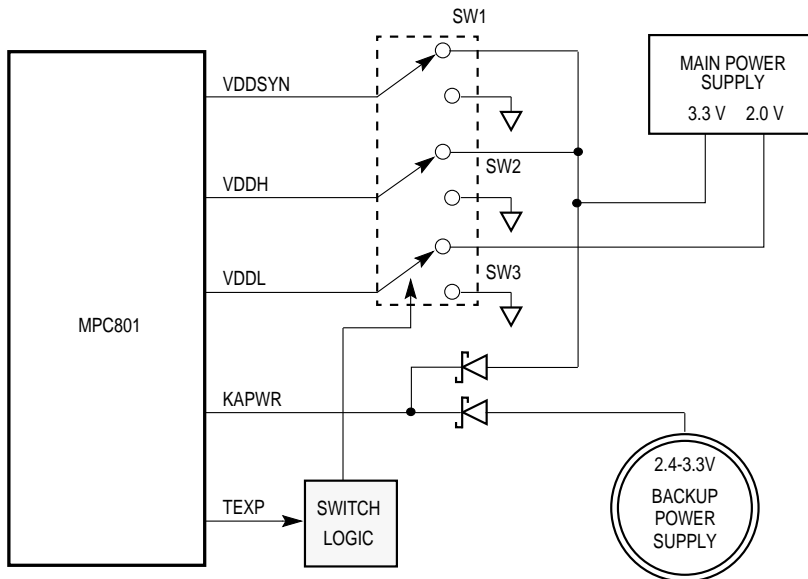 SW1
MAIN POWER
SUPPLY
3.3 V 2.0 V
VDDSYN
SW2
VDDH
SW3
VDDL
MPC801
KAPWR
2.4-3.3V
BACKUP
POWER
SUPPLY
TEXP
SWITCH
LOGIC